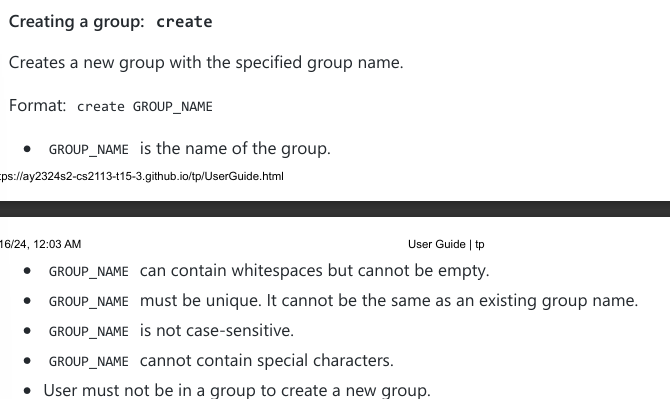 Creating a group: create
Creates a new group with the specified group name.
Format: create GROUP_NAME
• GROUP_NAME is the name of the group.
tps://ay2324s2-cs2113-t15-3.github.io/tp/UserGuide.html
16/24, 12:03 AM User Guide | tp
• GROUP_NAME can contain whitespaces but cannot be empty.
• GROUP_NAME must be unique. It cannot be the same as an existing group name.
• GROUP_NAME is not case-sensitive.
• GROUP_NAME cannot contain special characters.
• User must not be in a group to create a new group.